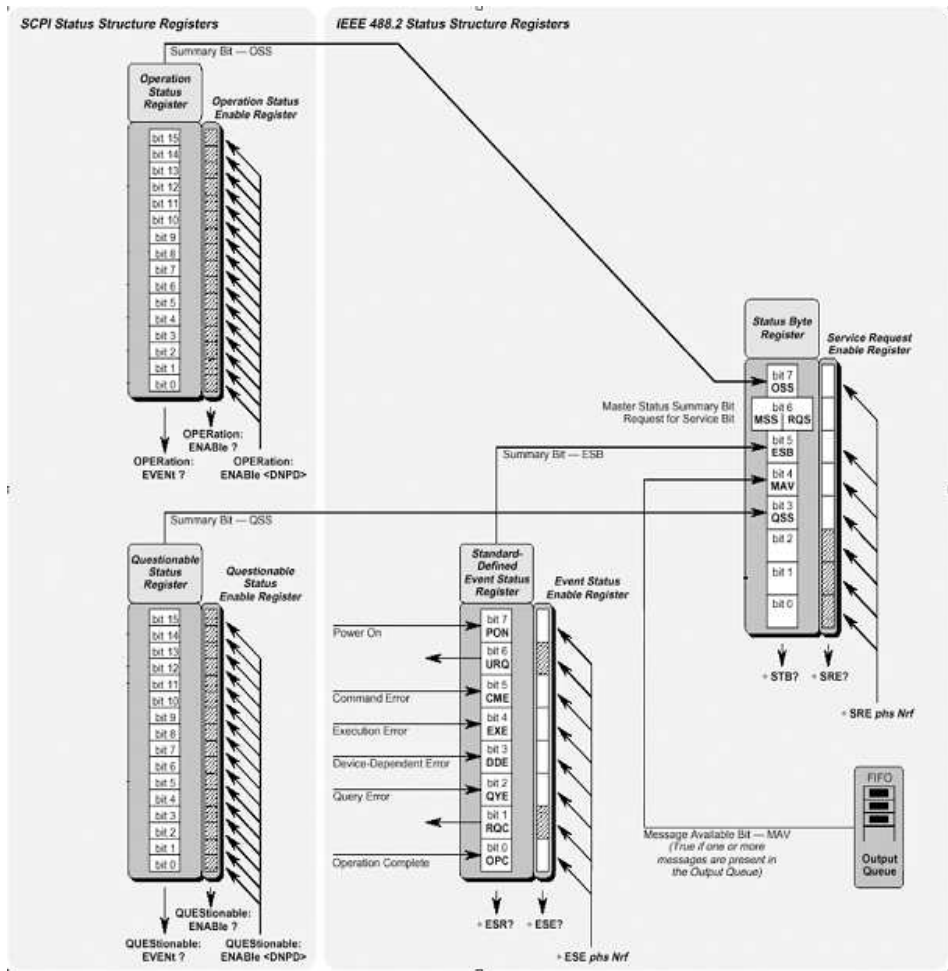 SCPI Status Structure Registers
IEEE 488.2 Status Structure Registers
Summary Bit — OSS
Operation
Status
Register
Operation Status
Enable Register
bit 15
bit 14
bit 13
bit 12
bit 11
bit 10
bit 9
bit 8
bit 7
bit 6
bit 5
bit 4
bit 3
bit 2
bit 1
bit 0
OPERation:
ENABle ?
OPERation:
EVENt ?
OPERation:
ENABle <DNPD>
Summary Bit — QSS
Questionable
Status
Register
Questionable
Status
Enable Register
bit 15
bit 14
bit 13
bit 12
bit 11
bit 10
bit 9
bit 8
bit 7
bit 6
bit 5
bit 4
bit 3
bit 2
bit 1
bit 0
QUEStionable:
ENABle ?
QUEStionable:
EVENt ?
QUEStionable:
ENABle <DNPD>
Summary Bit — ESB
Standard-
Defined
Event Status
Register
Event Status
Enable Register
Power On
Command Error
Execution Error
Device-Dependent Error
Query Error
Operation Complete
bit 7
PON
bit 6
URQ
bit 5
CME
bit 4
EXE
bit 3
DDE
bit 2
QYE
bit 1
RQC
bit 0
OPC
÷ ESR?
÷ ESE?
÷ ESE phs Nrf
Status Byte
Register
Service Request
Enable Register
Master Status Summary Bit
Request for Service Bit
bit 7
OSS
bit 6
MSS | RQS
bit 5
ESB
bit 4
MAV
bit 3
QSS
bit 2
bit 1
bit 0
÷ STB?
÷ SRE?
÷ SRE phs Nrf
Message Available Bit — MAV
(True if one or more
messages are present in
the Output Queue)
FIFO
Output
Queue